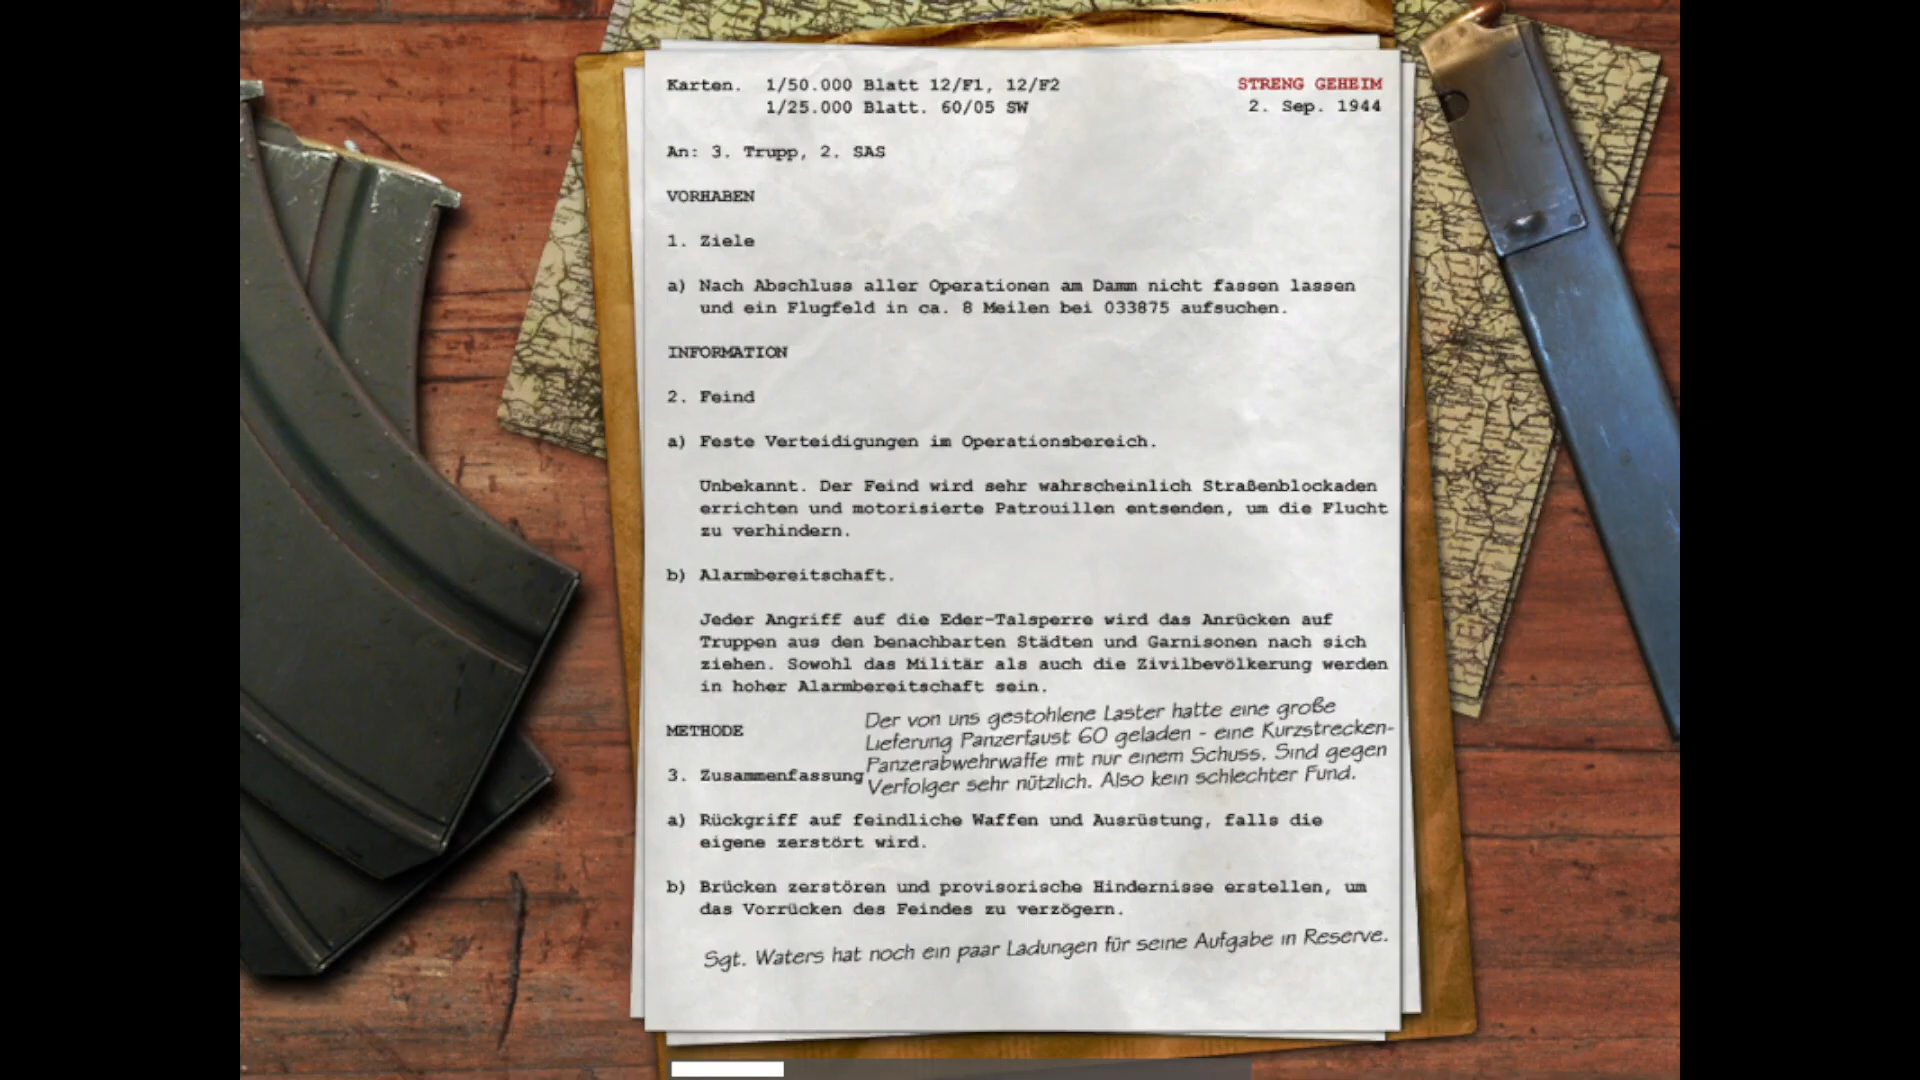 Karten. 1/50.000 Blatt 12/F1, 12/F2 STRENG GEHEIM
1/25.000 Blatt. 60/05 SW 2. Sep. 1944
An: 3. Trupp, 2. SAS
VORHABEN
1. Ziele
a) Nach Abschluss aller Operationen am Damm nicht fassen lassen
und ein Flugfeld in ca. 8 Meilen bei 033875 aufsuchen.
INFORMATION
2. Feind
a) Feste Verteidigungen im Operationsbereich.
Unbekannt. Der Feind wird sehr wahrscheinlich Straßenblockaden
errichten und motorisierte Patrouillen entsenden, um die Flucht
zu verhindern.
b) Alarmbereitschaft.
Jeder Angriff auf die Eder-Talsperre wird das Anrücken auf
Truppen aus den benachbarten Städten und Garnisonen nach sich
ziehen. Sowohl das Militär als auch die Zivilbevölkerung werden
in hoher Alarmbereitschaft sein.
METHODE
Der von uns gestohlene Laster hatte eine große
Lieferung Panzerfaust 60 geladen - eine Kurzstrecken-
Panzerabwehrwaffe mit nur einem Schuss. Sind gegen
Verfolger sehr nützlich. Also kein schlechter Fund.
3. Zusammenfassung
a) Rückgriff auf feindliche Waffen und Ausrüstung, falls die
eigene zerstört wird.
b) Brücken zerstören und provisorische Hindernisse erstellen, um
das Vorrücken des Feindes zu verzögern.
Sgt. Waters hat noch ein paar Ladungen für seine Aufgabe in Reserve.